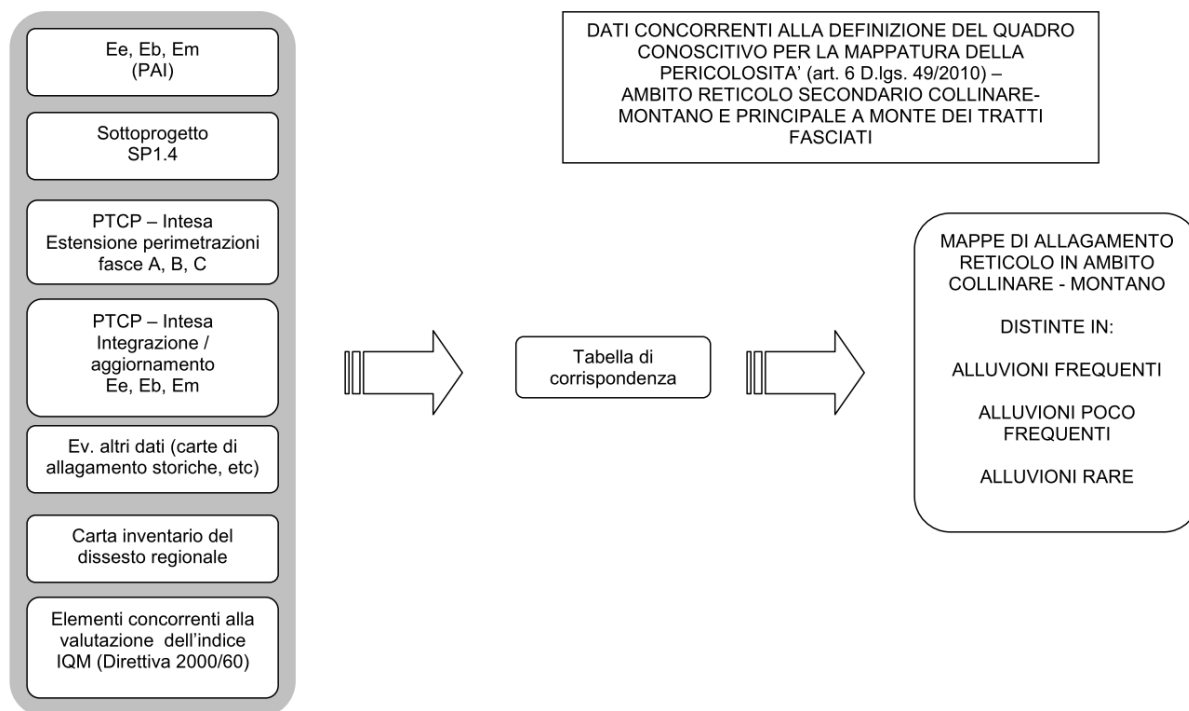 Ee, Eb, Em
(PAI)
Sottoprogetto
SP1.4
PTCP – Intesa
Estensione perimetrazioni
fasce A, B, C
PTCP – Intesa
Integrazione /
aggiornamento
Ee, Eb, Em
Ev. altri dati (carte di
allagamento storiche, etc)
Carta inventario del
dissesto regionale
Elementi concorrenti alla
valutazione dell'indice
IQM (Direttiva 2000/60)
DATI CONCORRENTI ALLA DEFINIZIONE DEL QUADRO
CONOSCITIVO PER LA MAPPATURA DELLA
PERICOLOSITA' (art. 6 D.lgs. 49/2010) –
AMBITO RETICOLO SECONDARIO COLLINARE-
MONTANO E PRINCIPALE A MONTE DEI TRATTI
FASCIATI
Tabella di
corrispondenza
MAPPE DI ALLAGAMENTO
RETICOLO IN AMBITO
COLLINARE - MONTANO
DISTINTE IN:
ALLUVIONI FREQUENTI
ALLUVIONI POCO
FREQUENTI
ALLUVIONI RARE